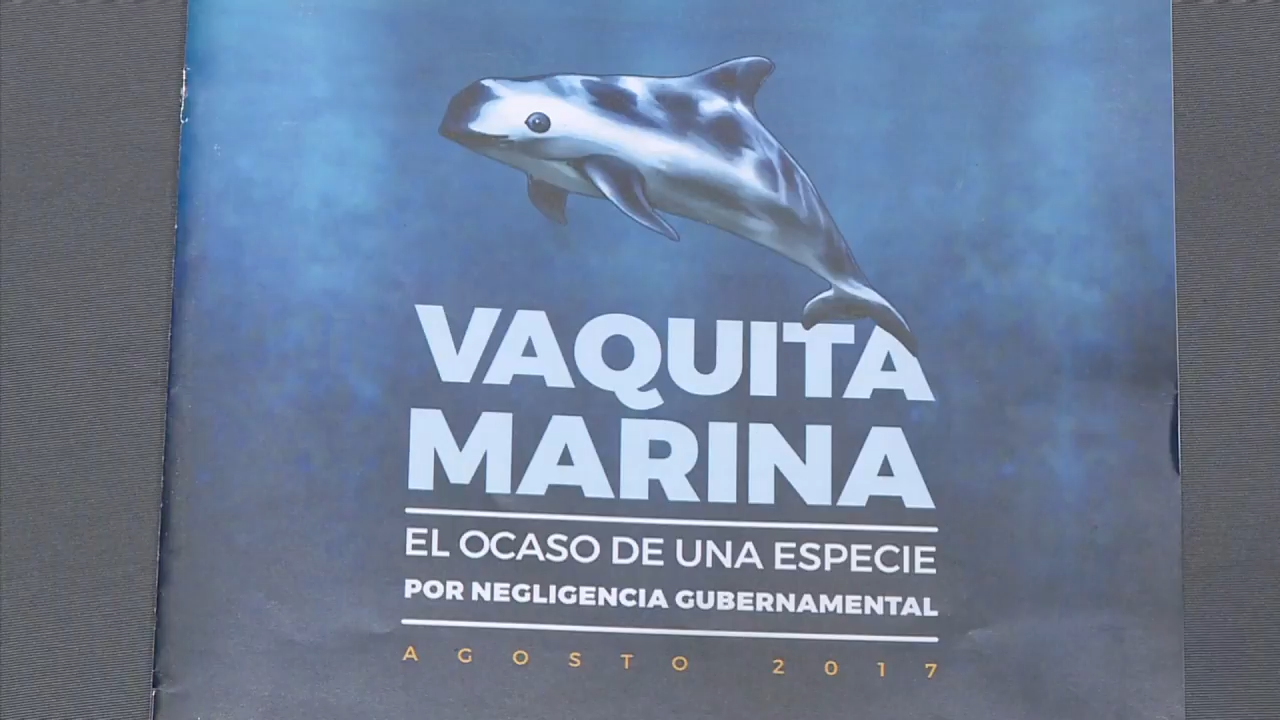 VAQUITA
MARINA
EL OCASO DE UNA ESPECIE
POR NEGLIGENCIA GUBERNAMENTAL
AGOSTO 2017